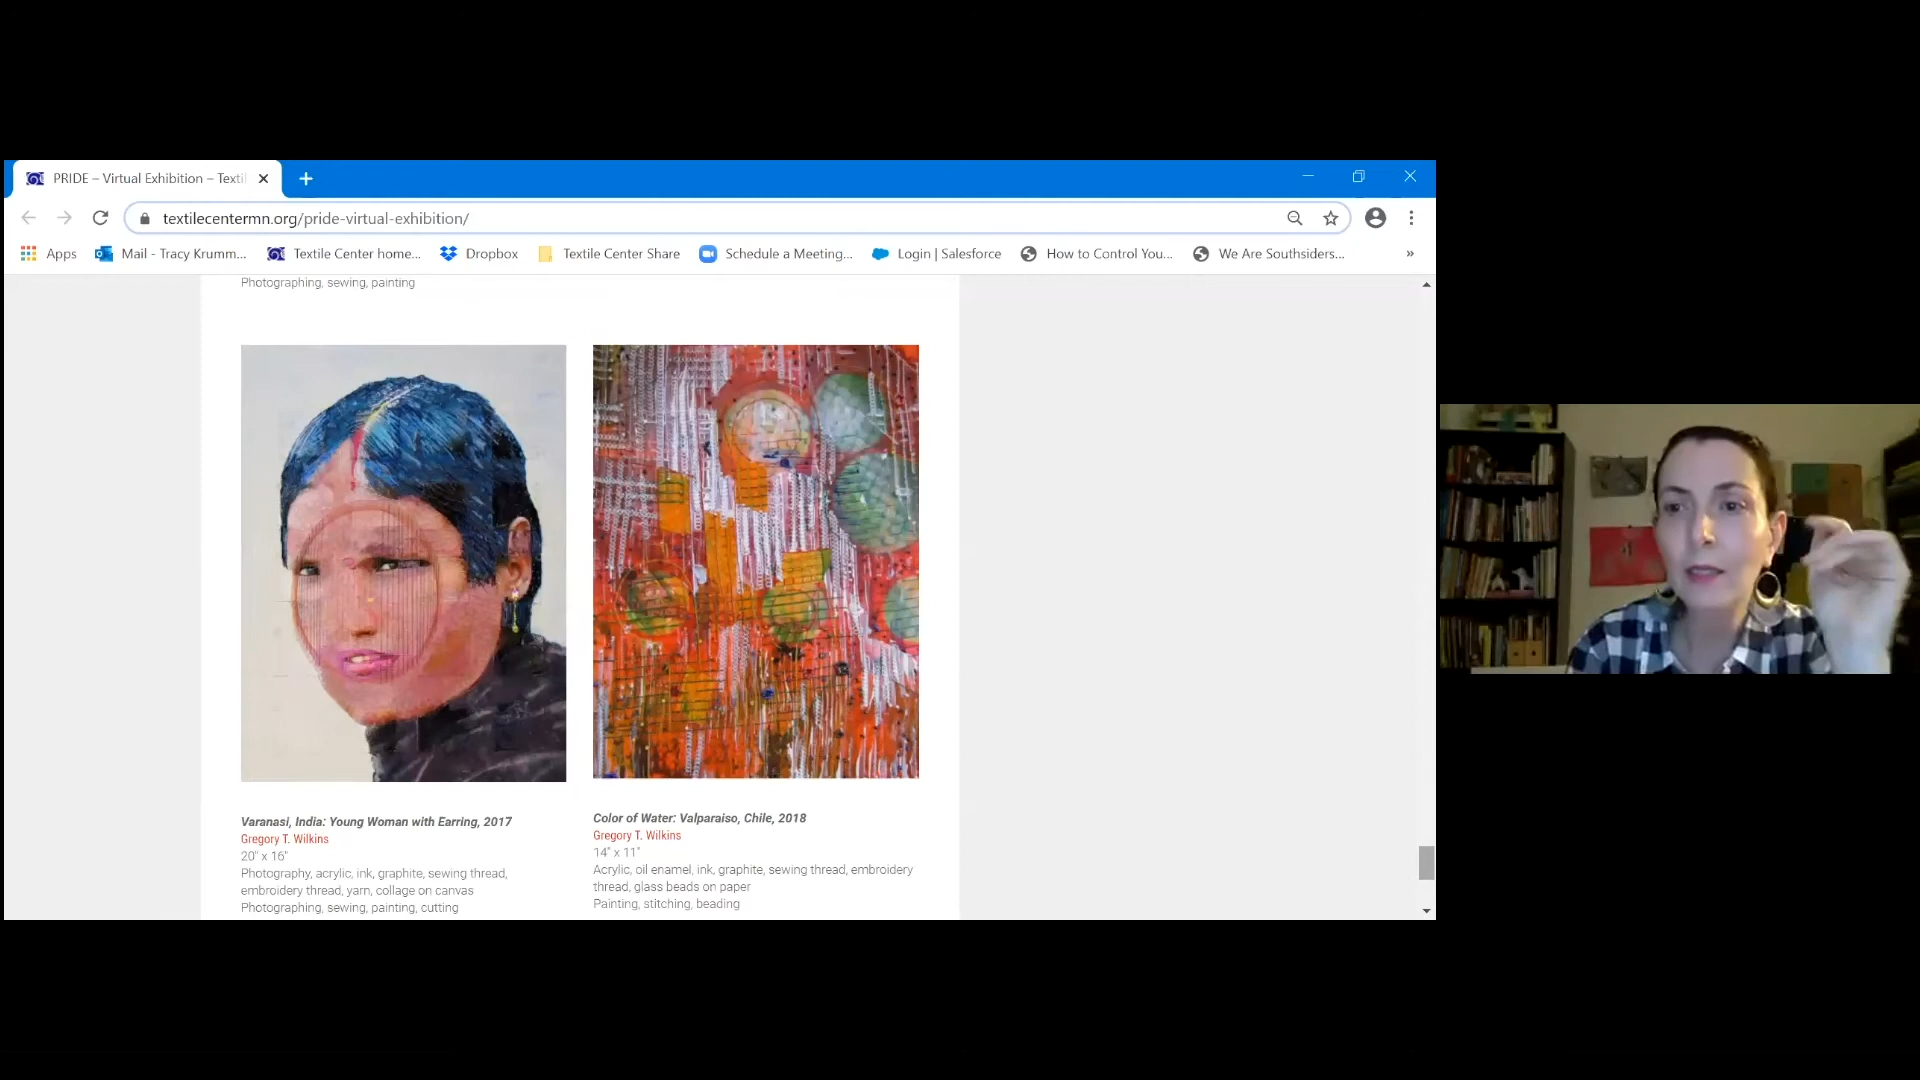 PRIDE – Virtual Exhibition – Texti
textilecentermn.org/pride-virtual-exhibition/
Apps Mail - Tracy Krumm... Textile Center home... Dropbox Textile Center Share Schedule a Meeting... Login | Salesforce How to Control You... We Are Southsiders... »
Photographing, sewing, painting
Varanasi, India: Young Woman with Earring, 2017
Gregory T. Wilkins
20" x 16"
Photography, acrylic, ink, graphite, sewing thread,
embroidery thread, yarn, collage on canvas
Photographing, sewing, painting, cutting
Color of Water: Valparaiso, Chile, 2018
Gregory T. Wilkins
14" x 11"
Acrylic, oil enamel, ink, graphite, sewing thread, embroidery
thread, glass beads on paper
Painting, stitching, beading